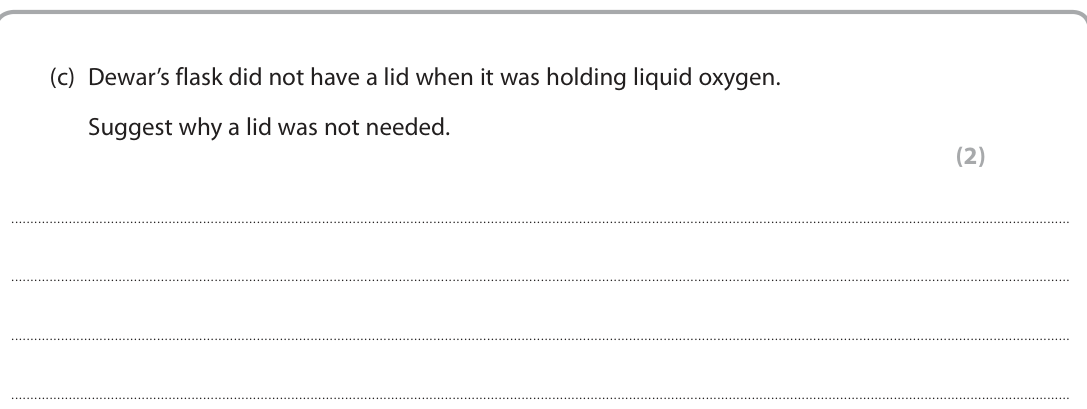 (c) Dewar’s flask did not have a lid when it was holding liquid oxygen.
Suggest why a lid was not needed.
(2)